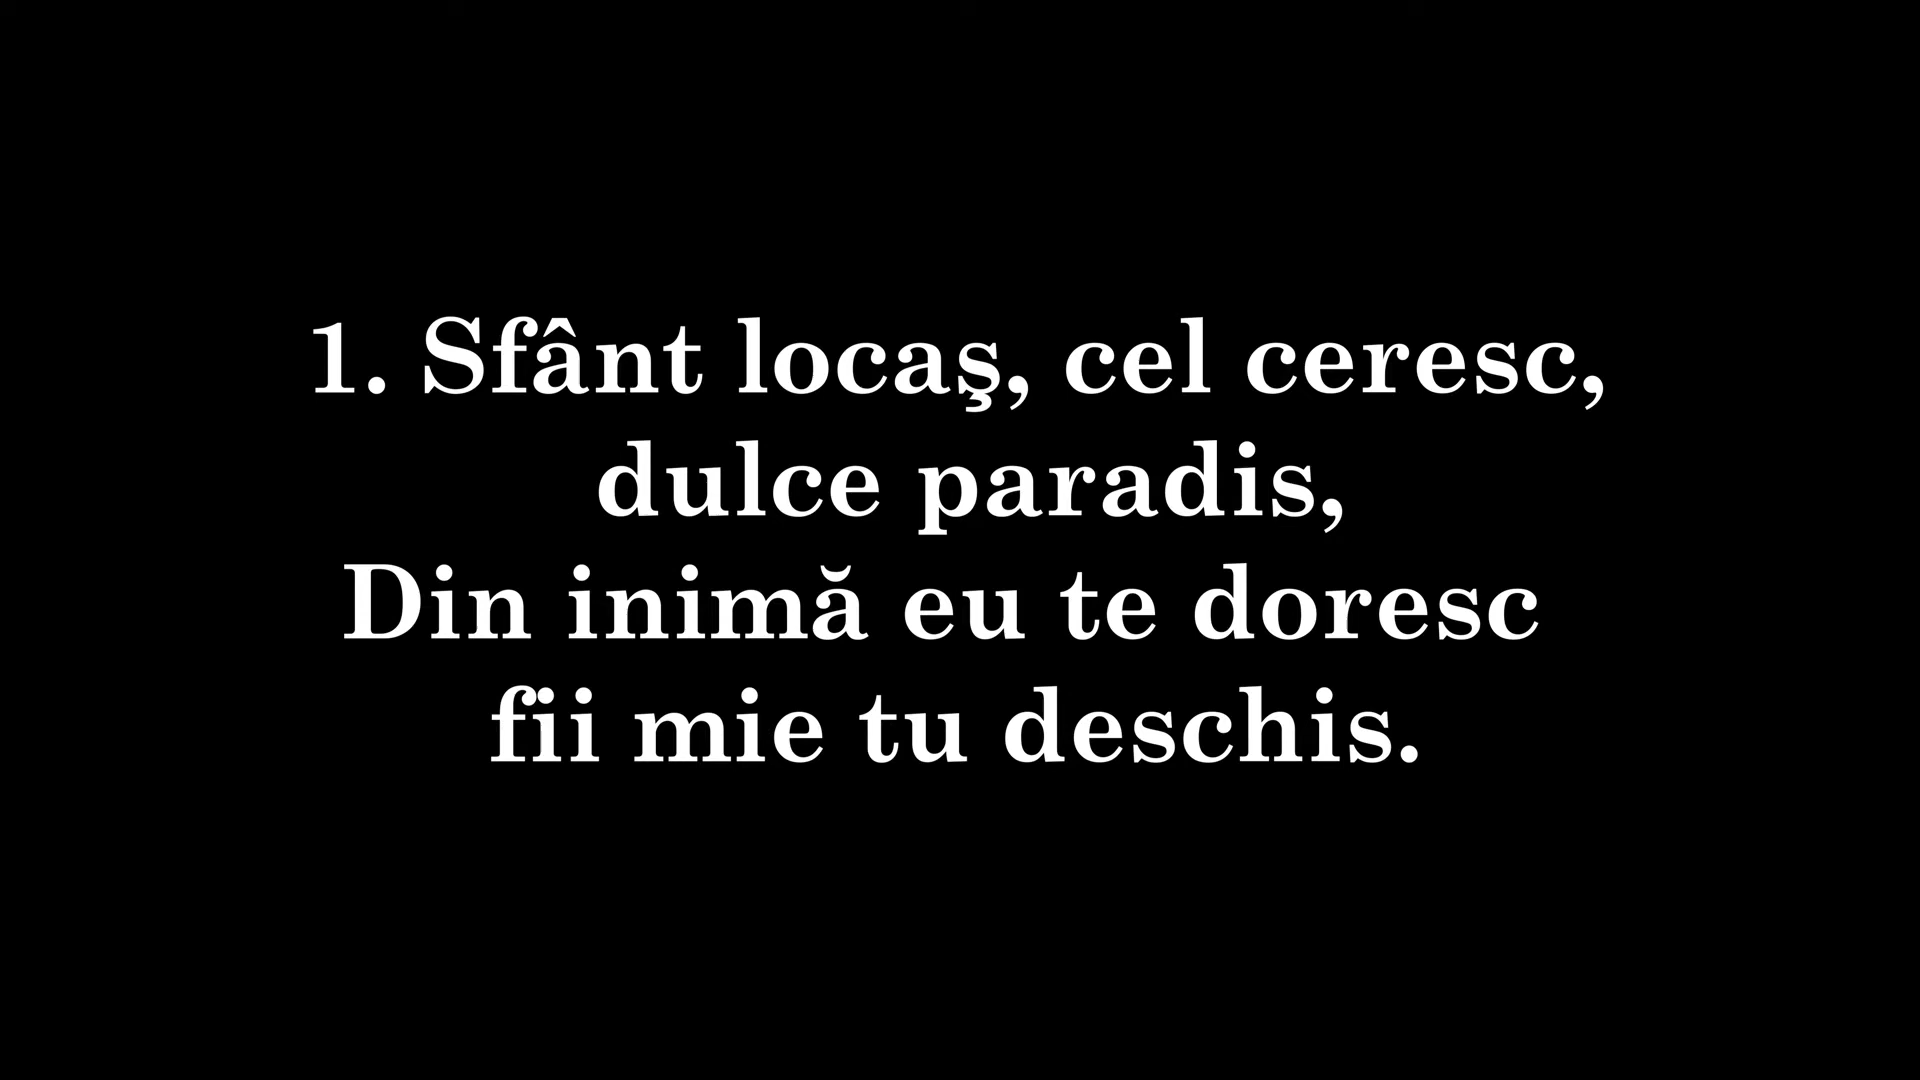 1. Sfânt locaş, cel ceresc,
dulce paradis,
Din inimă eu te doresc
fii mie tu deschis.